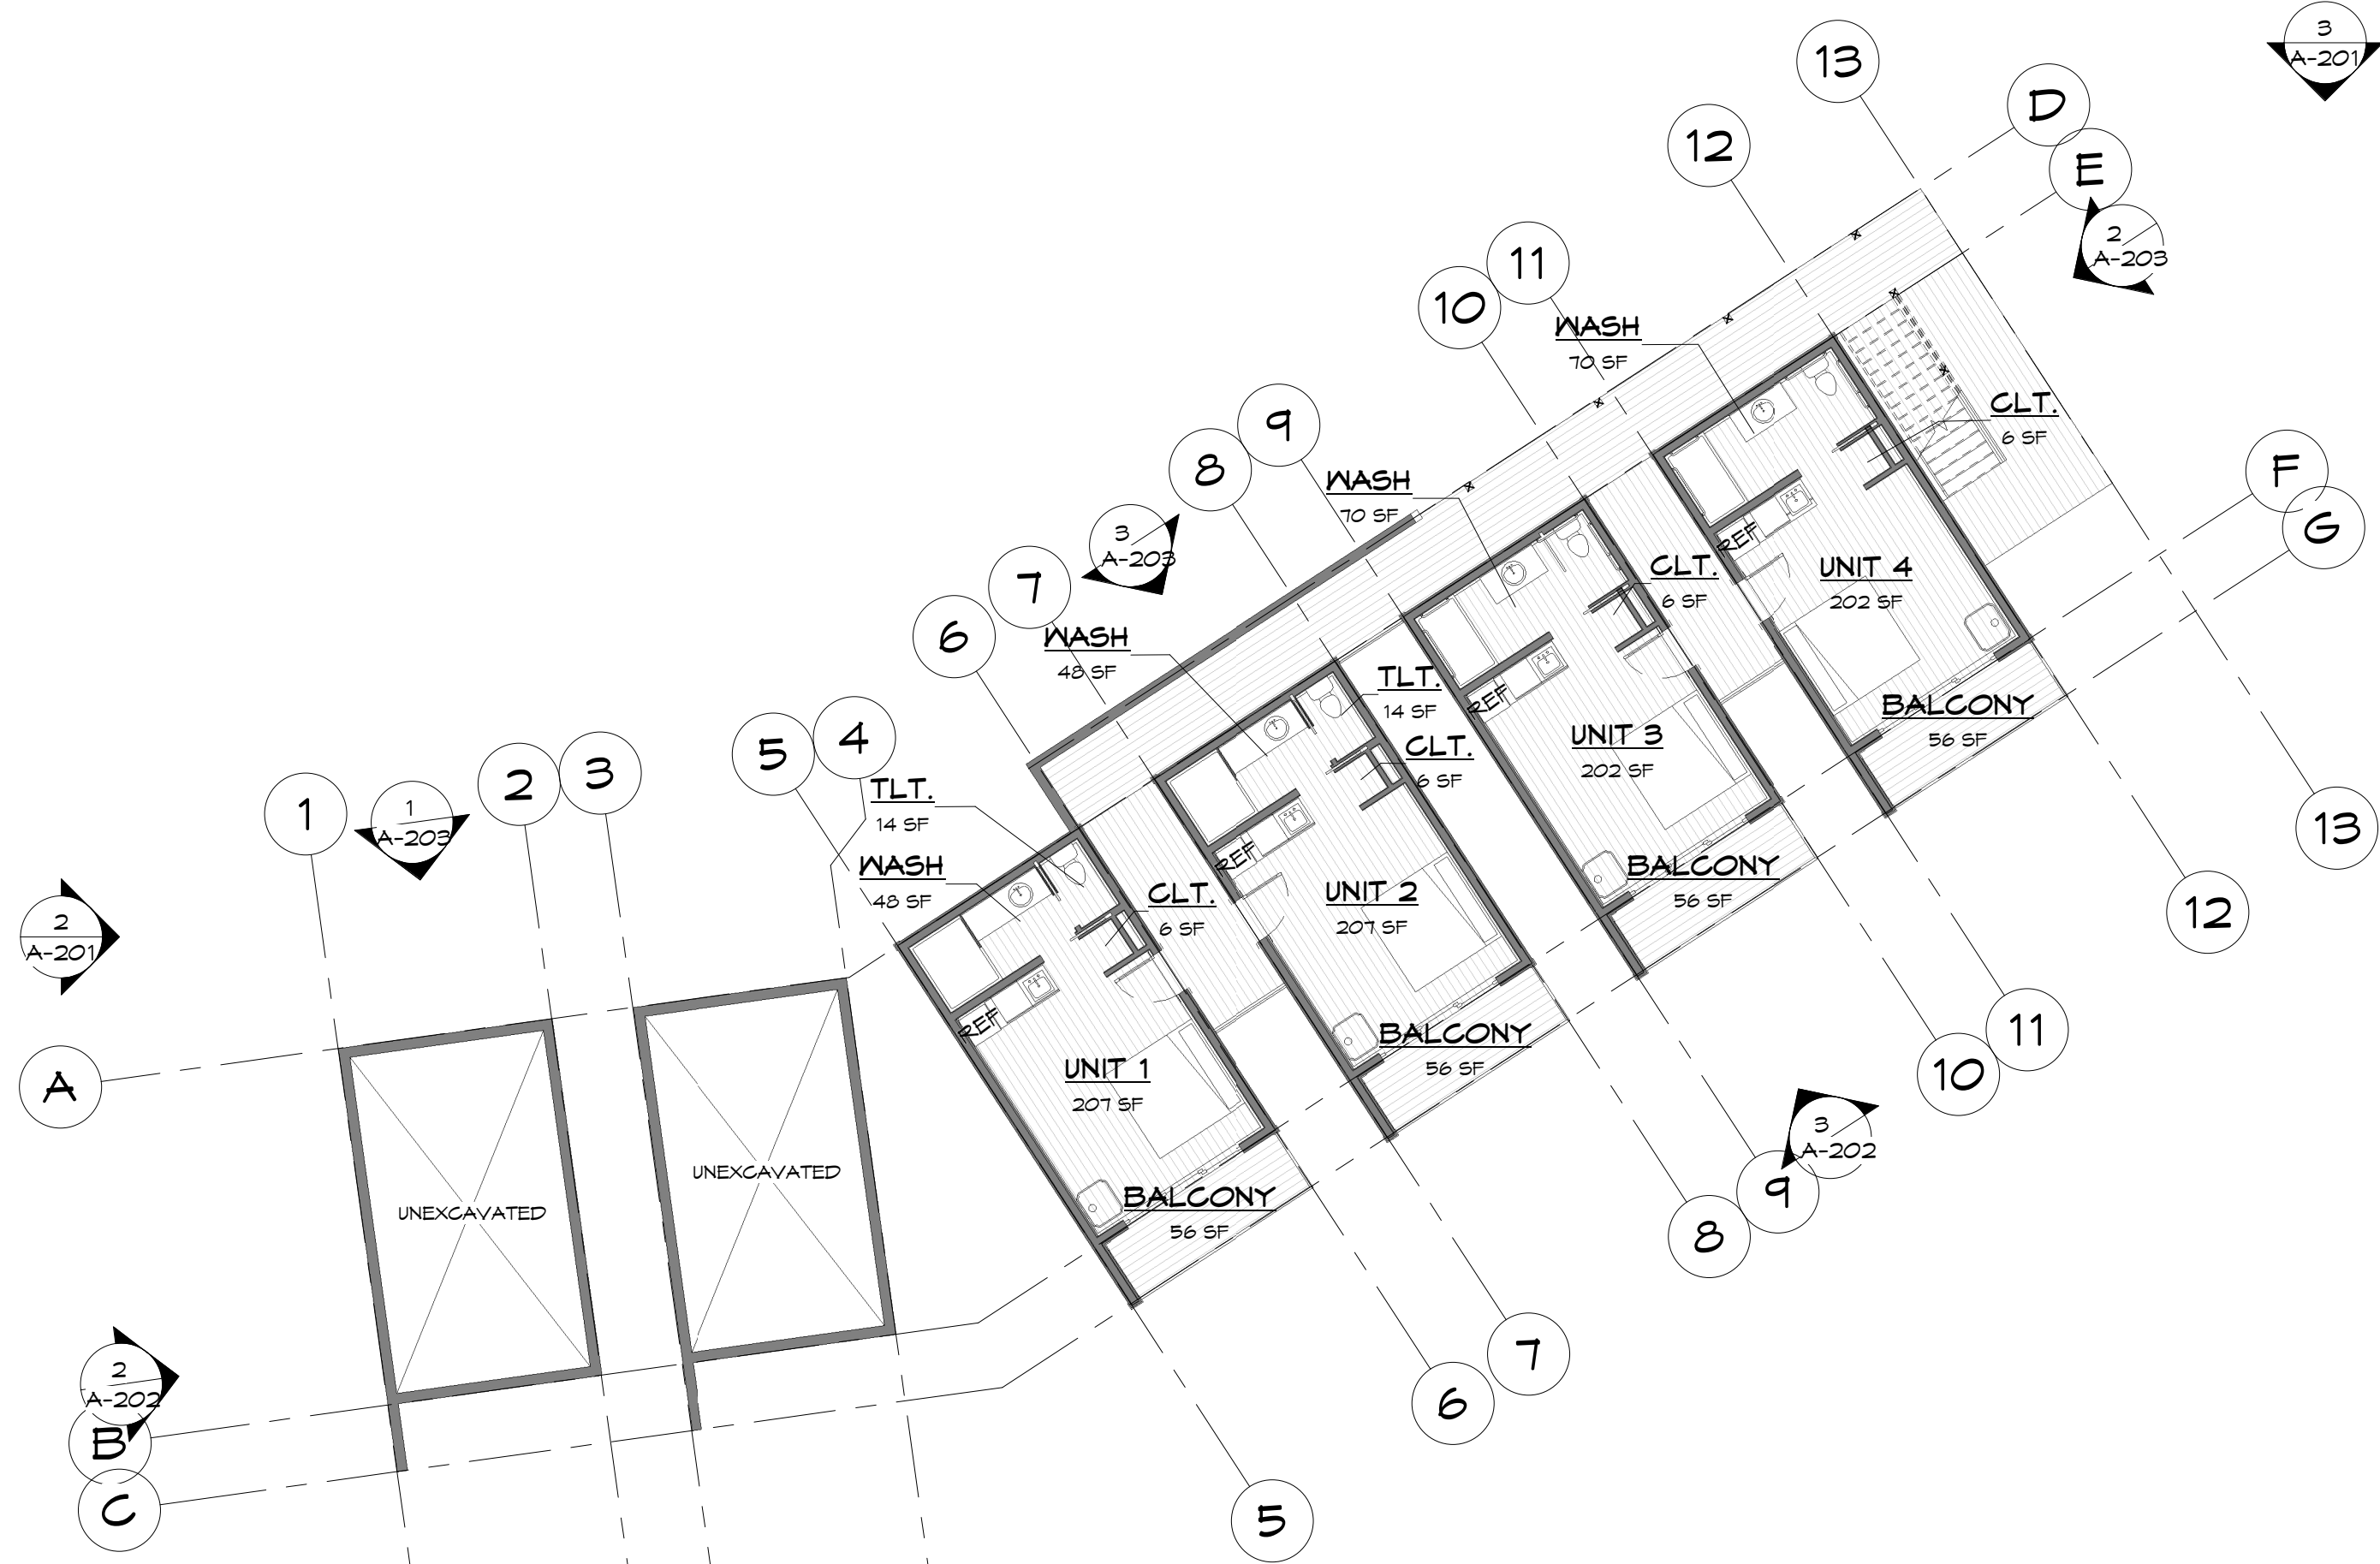 3
A-201
13
D
12
E
2
A-203
11
10
WASH
70 SF
CLT.
6 SF
9
8
F
G
WASH
70 SF
3
A-203
7
6
CLT.
6 SF
REF
UNIT 4
202 SF
WASH
48 SF
TLT.
14 SF
REF
UNIT 3
202 SF
BALCONY
56 SF
CLT.
6 SF
5
4
3
2
1
1
A-203
TLT.
14 SF
13
WASH
48 SF
CLT.
6 SF
REF
UNIT 2
207 SF
BALCONY
56 SF
12
2
A-201
REF
11
10
BALCONY
56 SF
A
UNIT 1
207 SF
3
A-202
9
UNEXCAVATED
UNEXCAVATED
BALCONY
56 SF
8
7
2
A-202
6
B
C
5